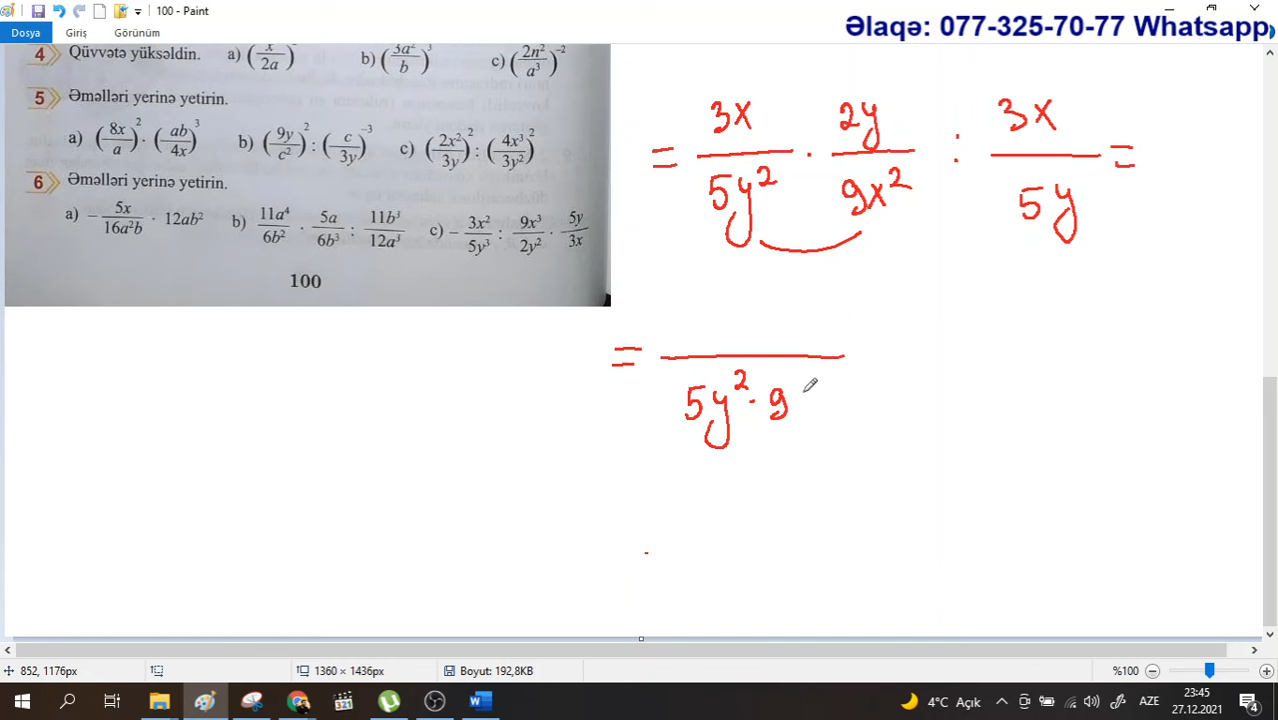 100 - Paint
Əlaqə: 077-325-70-77 Whatsapp
Dosya Giriş Görünüm
4 Qüvvətə yüksəldin. a) (x/2a) b) (3a²/b)³ c) (2n²/a³)⁻²
5 Əməlləri yerinə yetirin.
a) (8x/a)² · (ab/4x)³ b) (9y/c²)² : (c/3y)⁻³ c) (2x²/3y)² : (4x³/3y²)²
6 Əməlləri yerinə yetirin.
a) − 5x/16a²b · 12ab² b) 11a⁴/6b² · 5a/6b³ : 11b³/12a³ c) − 3x²/5y³ : 9x³/2y² · 5y/3x
100
= 3x/5y² · 2y/9x² : 3x/5y =
= /5y² · 9
852, 1176px 1360 × 1436px Boyut: 192,8KB %100
321 4°C Açık AZE 23:45
27.12.2021 4